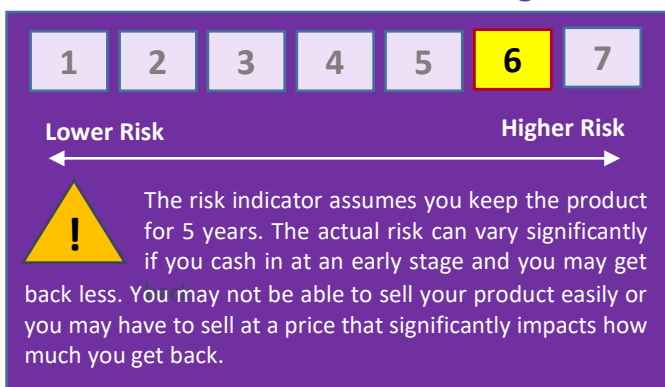 1 2 3 4 5 6 7
Lower Risk Higher Risk
!
The risk indicator assumes you keep the product
for 5 years. The actual risk can vary significantly
if you cash in at an early stage and you may get
back less. You may not be able to sell your product easily or
you may have to sell at a price that significantly impacts how
much you get back.